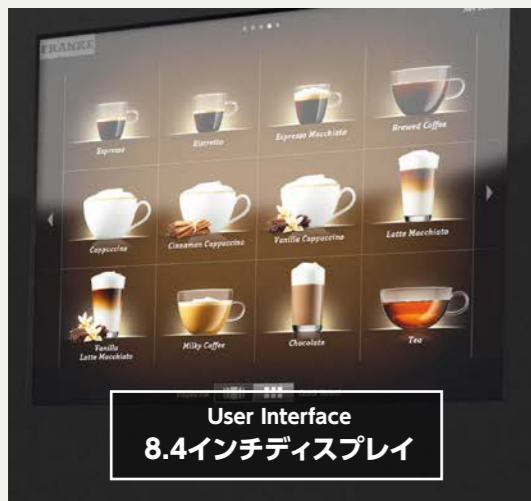 FRANKE
Espresso
Ristretto
Espresso Macchiato
Brewed Coffee
Cappuccino
Cinnamon Cappuccino
Vanilla Cappuccino
Latte Macchiato
Vanilla
Latte Macchiato
Milky Coffee
Chocolate
Tea
User Interface
8.4インチディスプレイ